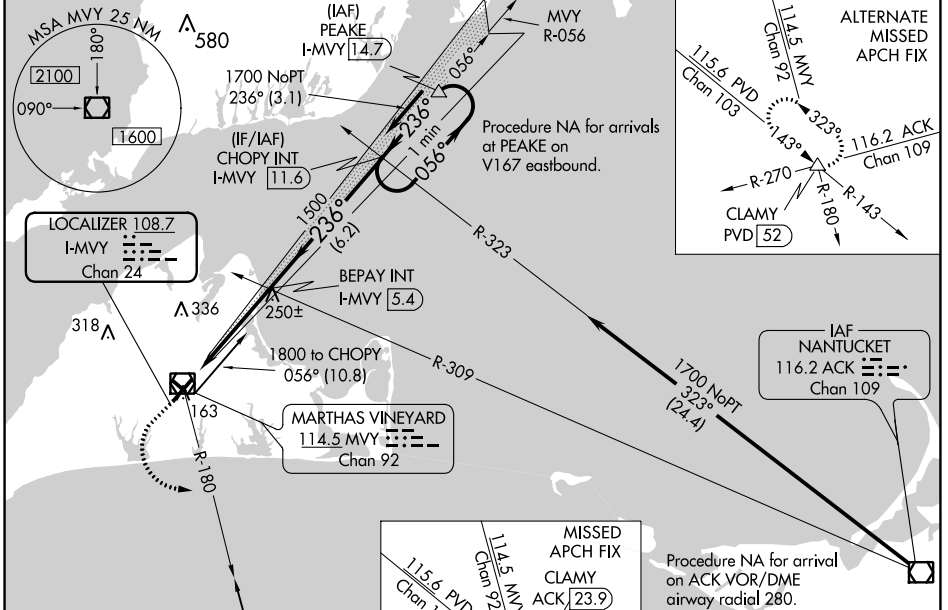 MSA MVY 25 NM
180°
2100
090°
1600
580
(IAF)
PEAKE
I-MVY 14.7
MVY
R-056
056°
1700 NoPT
236° (3.1)
236°
1 min
056°
Procedure NA for arrivals
at PEAKE on
V167 eastbound.
(IF/IAF)
CHOPY INT
I-MVY 11.6
1500
236°
(6.2)
R-323
LOCALIZER 108.7
I-MVY
Chan 24
BEPAY INT
I-MVY 5.4
250±
336
318
1800 to CHOPY
056° (10.8)
R-309
163
MARTHAS VINEYARD
114.5 MVY
Chan 92
R-180
1700 NoPT
323°
(24.4)
IAF
NANTUCKET
116.2 ACK
Chan 109
ALTERNATE
MISSED
APCH FIX
114.5 MVY
Chan 92
115.6 PVD
Chan 103
323°
143°
116.2 ACK
Chan 109
R-270
R-180
R-143
CLAMY
PVD 52
MISSED
APCH FIX
114.5 MVY
Chan 92
115.6 PVD
CLAMY
ACK 23.9
Procedure NA for arrival
on ACK VOR/DME
airway radial 280.